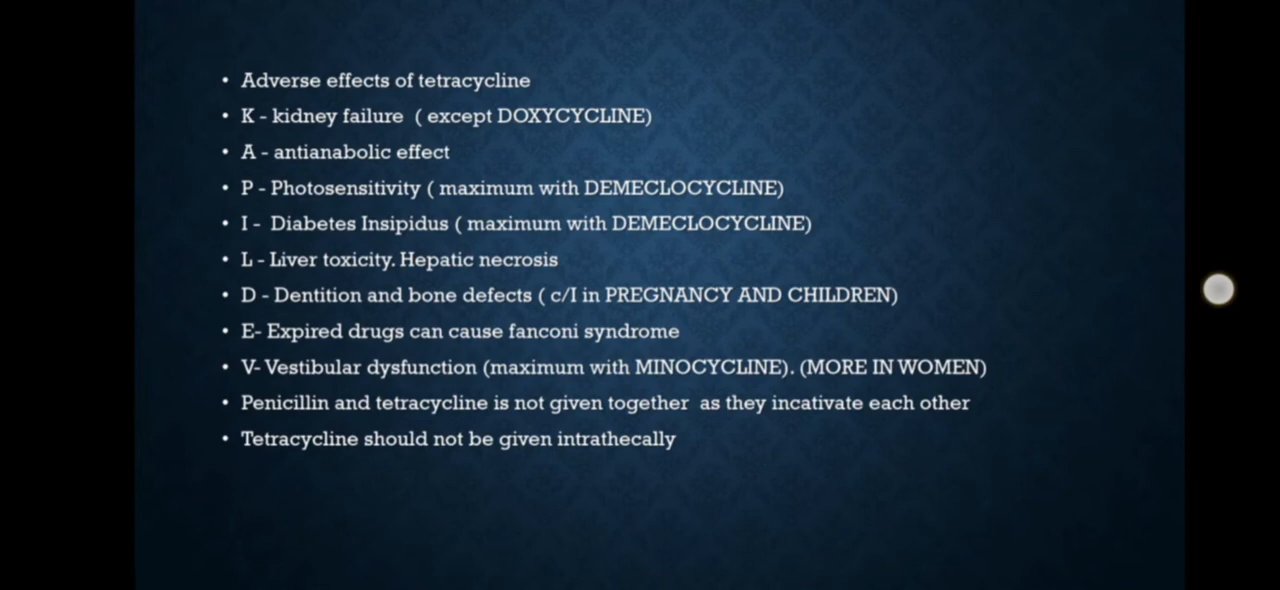 • Adverse effects of tetracycline
• K - kidney failure ( except DOXYCYCLINE)
• A - antianabolic effect
• P - Photosensitivity ( maximum with DEMECLOCYCLINE)
• I - Diabetes Insipidus ( maximum with DEMECLOCYCLINE)
• L - Liver toxicity. Hepatic necrosis
• D - Dentition and bone defects ( c/I in PREGNANCY AND CHILDREN)
• E- Expired drugs can cause fanconi syndrome
• V- Vestibular dysfunction (maximum with MINOCYCLINE). (MORE IN WOMEN)
• Penicillin and tetracycline is not given together as they incativate each other
• Tetracycline should not be given intrathecally